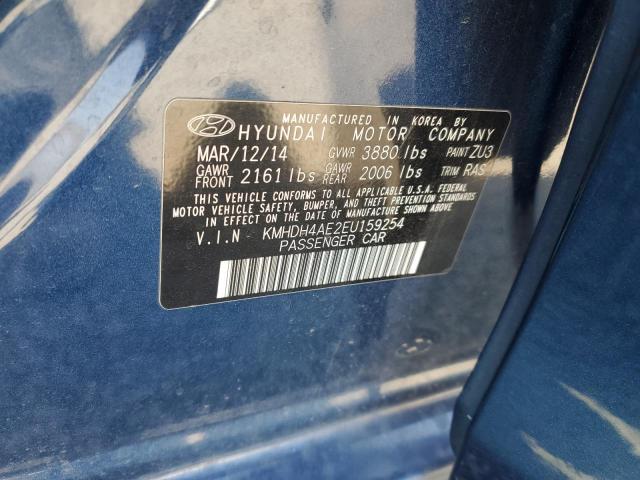 MANUFACTURED IN KOREA BY
HYUNDAI MOTOR COMPANY
MAR/12/14 GVWR 3880 lbs PAINT ZU3
GAWR FRONT 2161 lbs GAWR REAR 2006 lbs TRIM RAS
THIS VEHICLE CONFORMS TO ALL APPLICABLE U.S.A. FEDERAL
MOTOR VEHICLE SAFETY, BUMPER, AND THEFT PREVENTION STANDARDS
IN EFFECT ON THE DATE OF MANUFACTURE SHOWN ABOVE.
V.I.N KMHDH4AE2EU159254
PASSENGER CAR